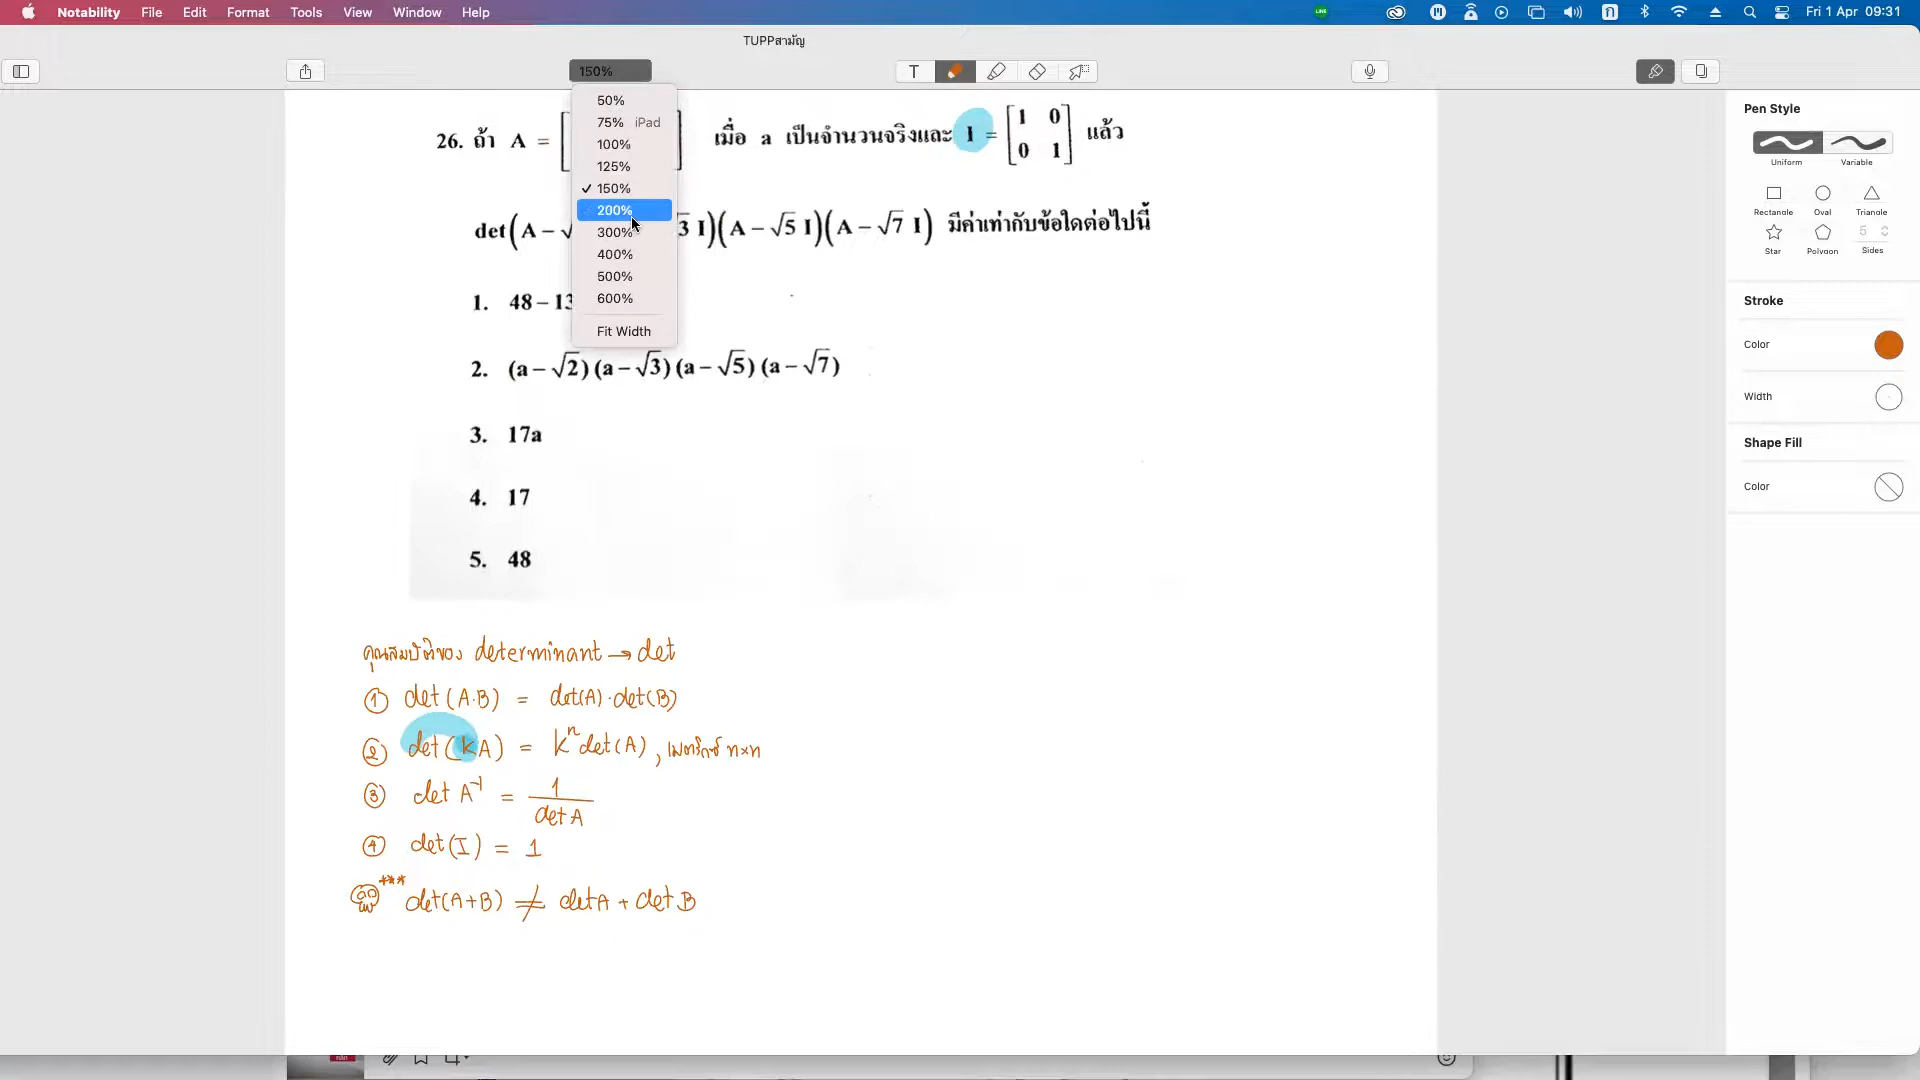 Notability File Edit Format Tools View Window Help Fri 1 Apr 09:31
TUPPสามัญ
150%
T
50%
75% iPad
100%
125%
✓ 150%
200%
300%
400%
500%
600%
Fit Width
26. ถ้า A = [ ] เมื่อ a เป็นจำนวนจริงและ I = [1 0 0 1] แล้ว
det(A − √ 3 I)(A − √5 I)(A − √7 I) มีค่าเท่ากับข้อใดต่อไปนี้
1. 48 − 13
2. (a − √2)(a − √3)(a − √5)(a − √7)
3. 17a
4. 17
5. 48
คุณสมบัติของ determinant → det
① det(A·B) = det(A)·det(B)
② det(kA) = kⁿdet(A), เมตริกซ์ n×n
③ det A⁻¹ = 1/det A
④ det(I) = 1
*** det(A+B) ≠ detA + det B
Pen Style
Uniform Variable
Rectangle Oval Triangle
5
Star Polygon Sides
Stroke
Color
Width
Shape Fill
Color